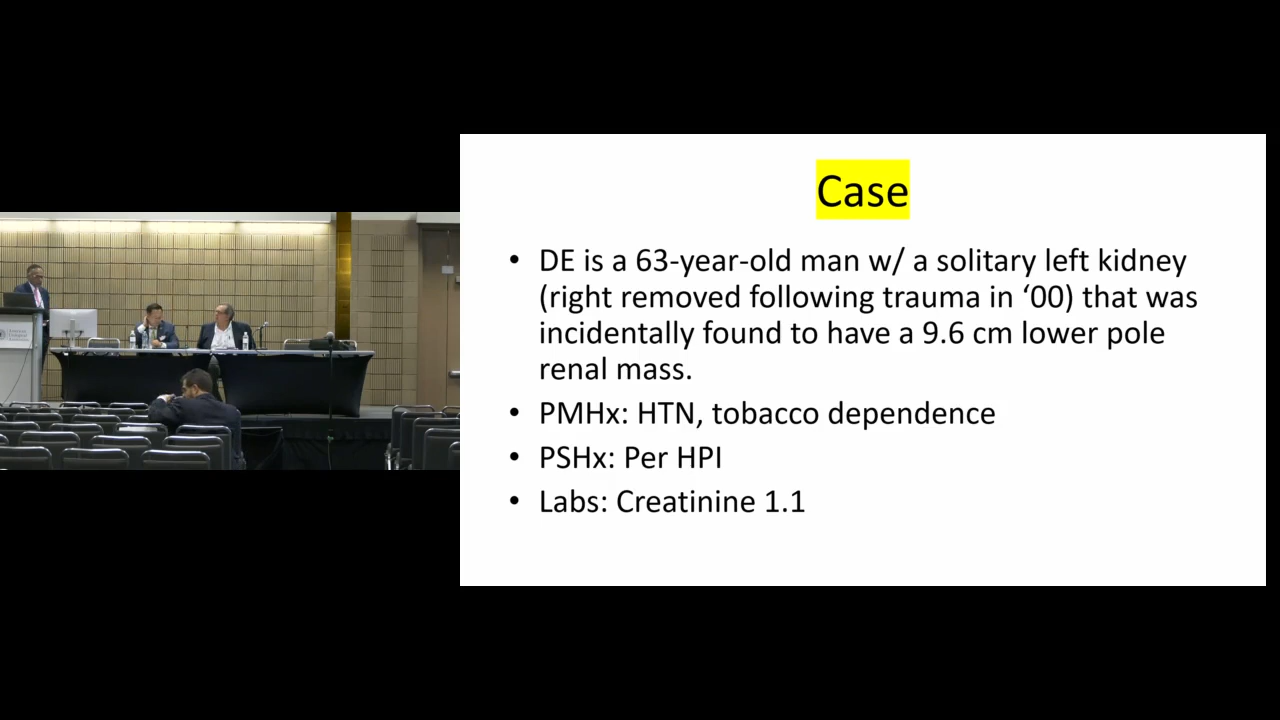 Case
• DE is a 63-year-old man w/ a solitary left kidney
(right removed following trauma in ‘00) that was
incidentally found to have a 9.6 cm lower pole
renal mass.
• PMHx: HTN, tobacco dependence
• PSHx: Per HPI
• Labs: Creatinine 1.1